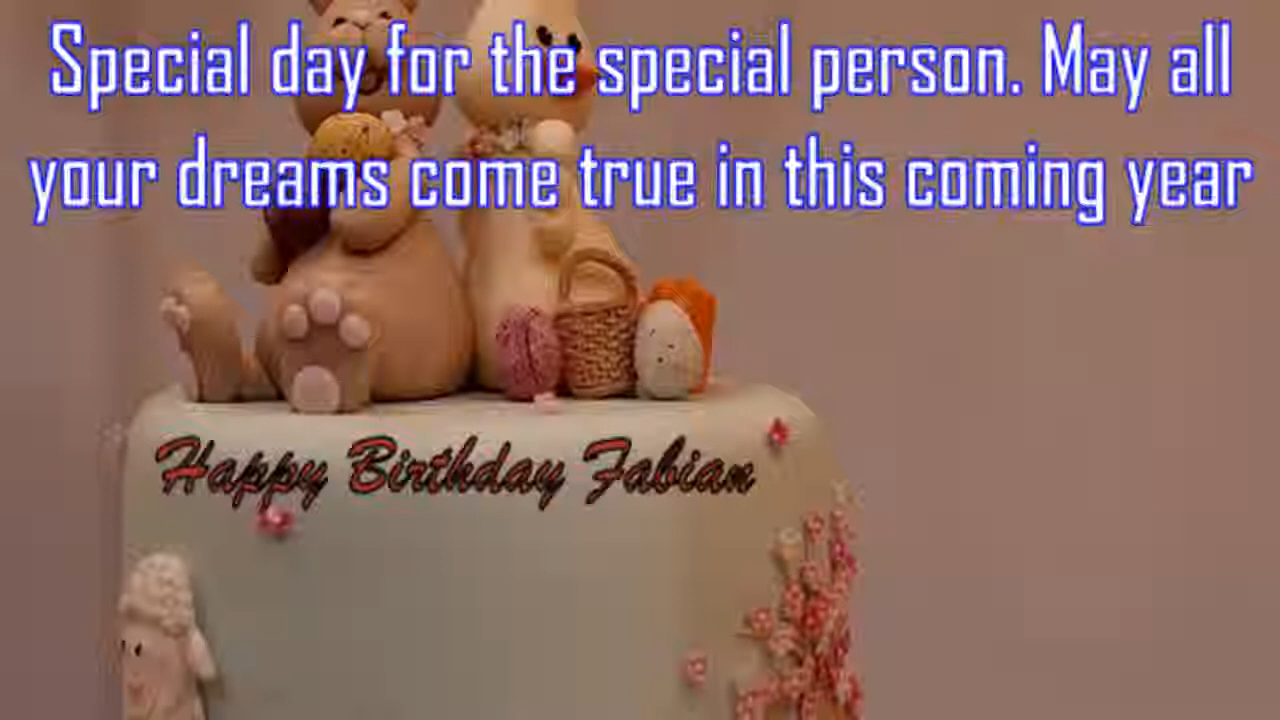 Special day for the special person. May all
your dreams come true in this coming year
Happy Birthday Fabian